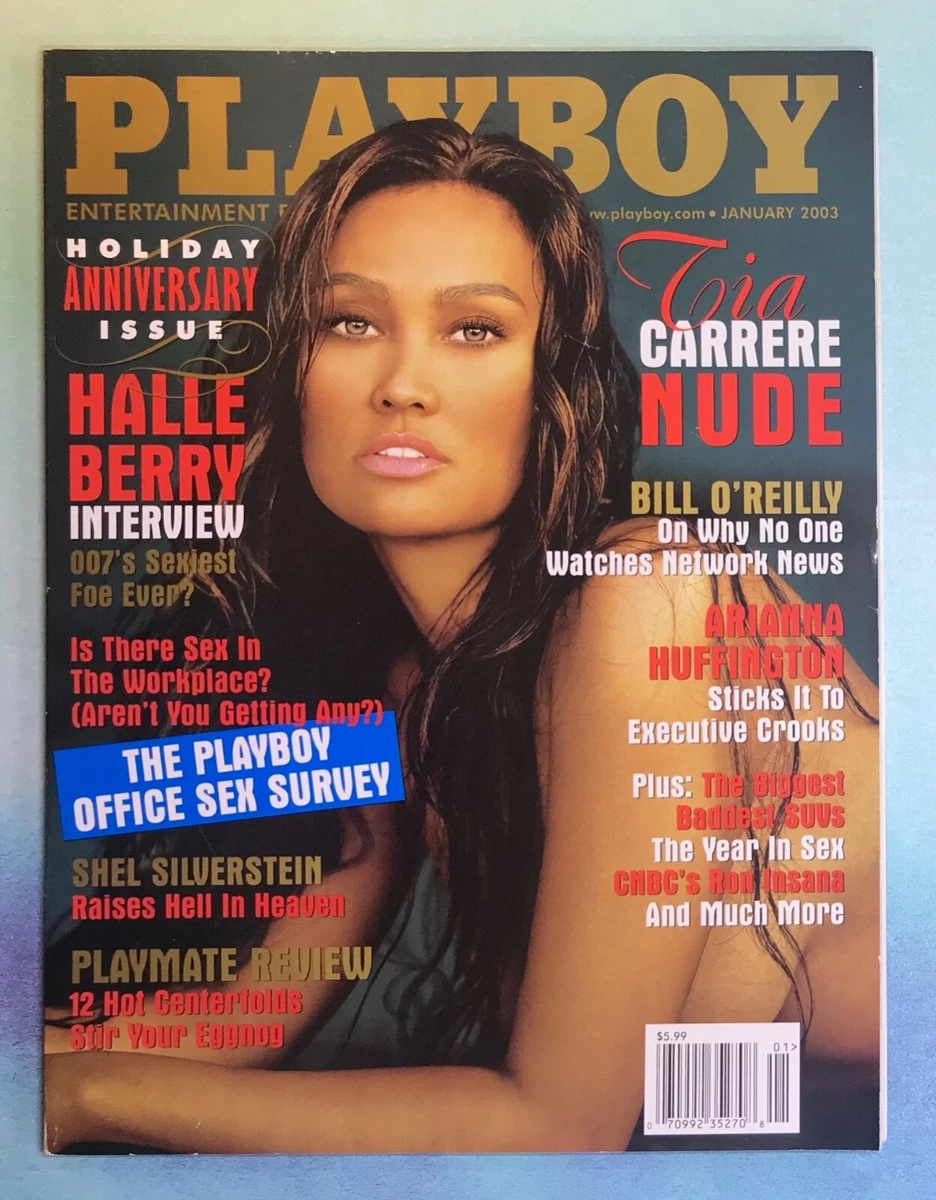 PLAYBOY
ENTERTAINMENT
www.playboy.com • JANUARY 2003
HOLIDAY
ANNIVERSARY
ISSUE
HALLE
BERRY
INTERVIEW
007's Sexiest
Foe Ever?
Is There Sex In
The Workplace?
(Aren't You Getting Any?)
THE PLAYBOY
OFFICE SEX SURVEY
SHEL SILVERSTEIN
Raises Hell In Heaven
PLAYMATE REVIEW
12 Hot Centerfolds
Stir Your Eggnog
Tia
CARRERE
NUDE
BILL O'REILLY
On Why No One
Watches Network News
ARIANNA
HUFFINGTON
Sticks It To
Executive Crooks
Plus: The Biggest
Baddest SUVs
The Year In Sex
CNBC's Ron Insana
And Much More
$5.99
01>
0 70992 35270 8